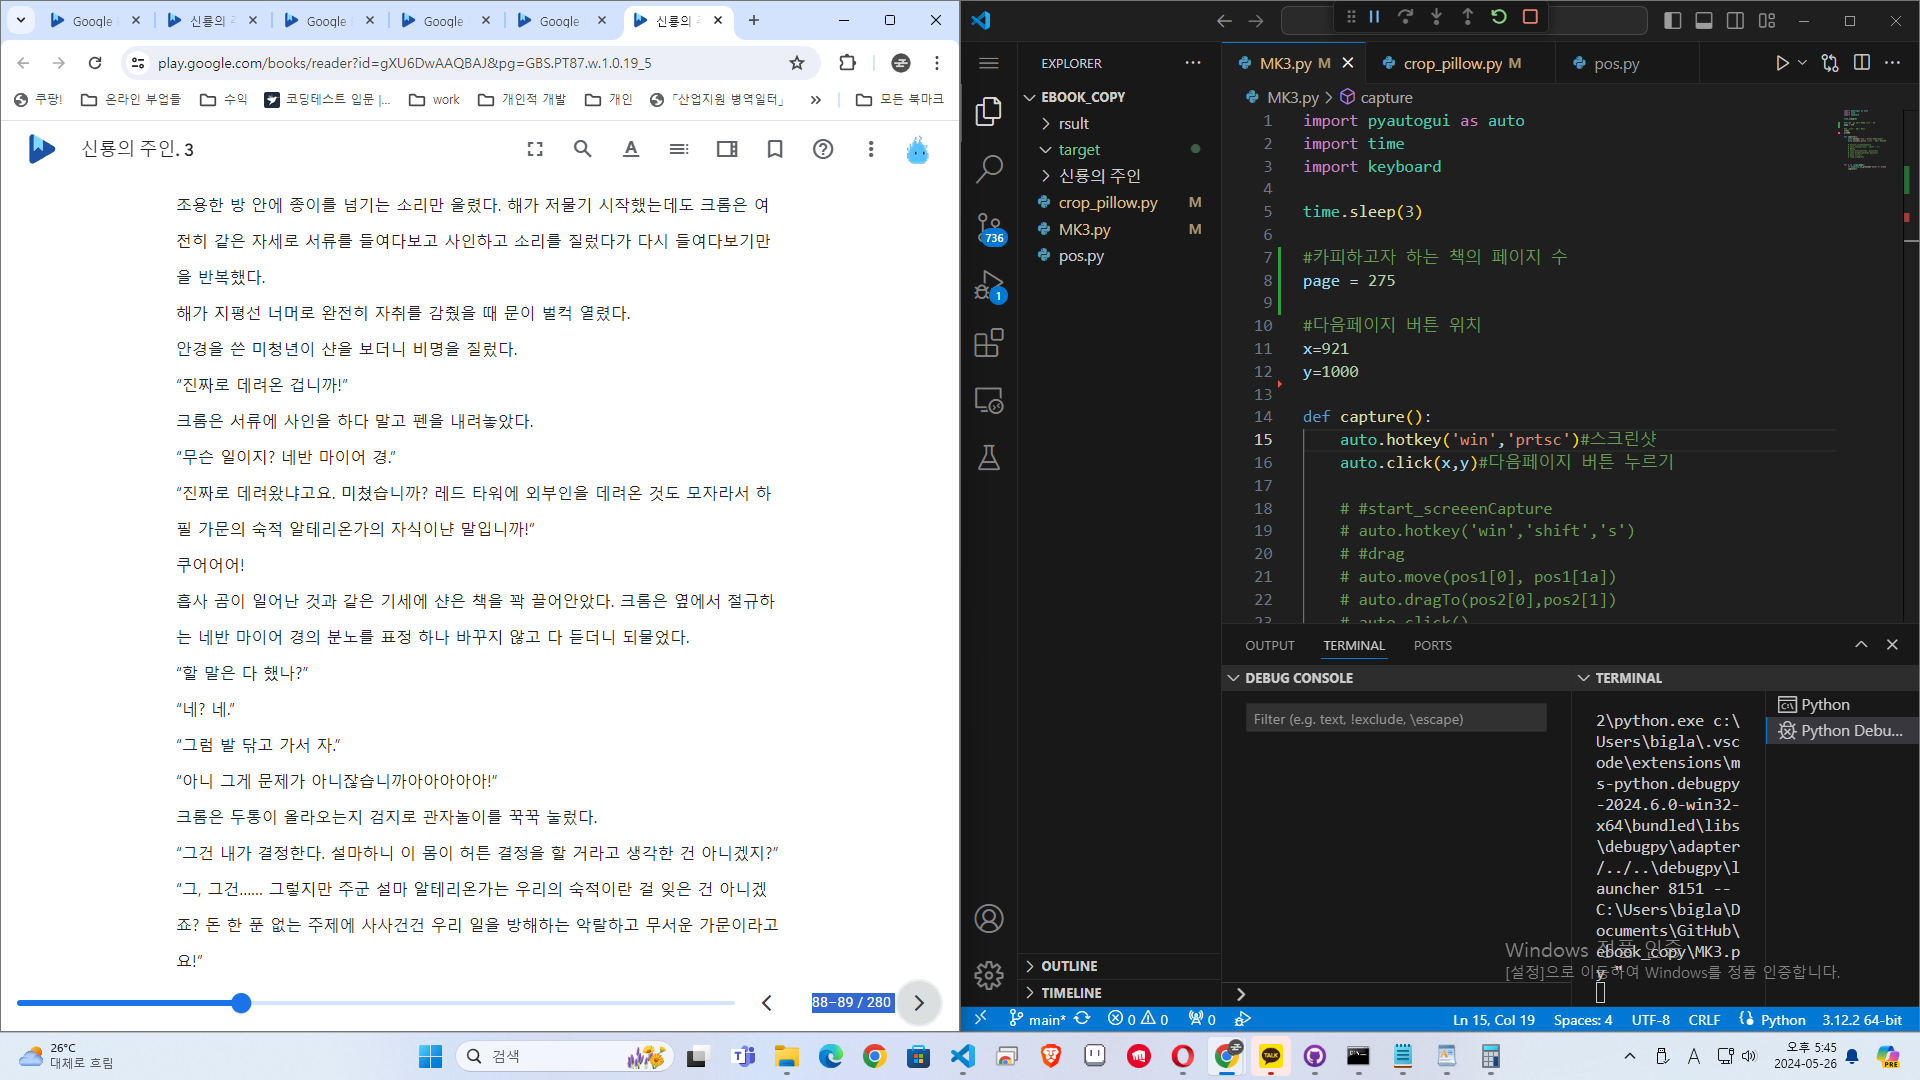 Google
신룡의 주
Google
Google
Google
신룡의 주
play.google.com/books/reader?id=gXU6DwAAQBAJ&pg=GBS.PT87.w.1.0.19_5
쿠팡!
온라인 부업들
수익
코딩테스트 입문 |...
work
개인적 개발
개인
「산업지원 병역일터」
»
모든 북마크
신룡의 주인. 3
조용한 방 안에 종이를 넘기는 소리만 울렸다. 해가 저물기 시작했는데도 크롬은 여
전히 같은 자세로 서류를 들여다보고 사인하고 소리를 질렀다가 다시 들여다보기만
을 반복했다.
해가 지평선 너머로 완전히 자취를 감췄을 때 문이 벌컥 열렸다.
안경을 쓴 미청년이 샨을 보더니 비명을 질렀다.
“진짜로 데려온 겁니까!”
크롬은 서류에 사인을 하다 말고 펜을 내려놓았다.
“무슨 일이지? 네반 마이어 경.”
“진짜로 데려왔냐고요. 미쳤습니까? 레드 타워에 외부인을 데려온 것도 모자라서 하
필 가문의 숙적 알테리온가의 자식이냔 말입니까!”
쿠어어어!
흡사 곰이 일어난 것과 같은 기세에 샨은 책을 꽉 끌어안았다. 크롬은 옆에서 절규하
는 네반 마이어 경의 분노를 표정 하나 바꾸지 않고 다 듣더니 되물었다.
“할 말은 다 했나?”
“네? 네.”
“그럼 발 닦고 가서 자.”
“아니 그게 문제가 아니잖습니까아아아아아!”
크롬은 두통이 올라오는지 검지로 관자놀이를 꾹꾹 눌렀다.
“그건 내가 결정한다. 설마하니 이 몸이 허튼 결정을 할 거라고 생각한 건 아니겠지?”
“그, 그건...... 그렇지만 주군 설마 알테리온가는 우리의 숙적이란 걸 잊은 건 아니겠
죠? 돈 한 푼 없는 주제에 사사건건 우리 일을 방해하는 악랄하고 무서운 가문이라고
요!”
88–89 / 280
EXPLORER
EBOOK_COPY
rsult
target
신룡의 주인
crop_pillow.py M
MK3.py M
pos.py
736
1
OUTLINE
TIMELINE
MK3.py M
crop_pillow.py M
pos.py
MK3.py > capture
1 import pyautogui as auto
2 import time
3 import keyboard
4
5 time.sleep(3)
6
7 #카피하고자 하는 책의 페이지 수
8 page = 275
9
10 #다음페이지 버튼 위치
11 x=921
12 y=1000
13
14 def capture():
15 auto.hotkey('win','prtsc')#스크린샷
16 auto.click(x,y)#다음페이지 버튼 누르기
17
18 # #start_screeenCapture
19 # auto.hotkey('win','shift','s')
20 # #drag
21 # auto.move(pos1[0], pos1[1a])
22 # auto.dragTo(pos2[0],pos2[1])
23 # auto.click()
OUTPUT
TERMINAL
PORTS
DEBUG CONSOLE
Filter (e.g. text, !exclude, \escape)
TERMINAL
2\python.exe c:\
Users\bigla\.vsc
ode\extensions\m
s-python.debugpy
-2024.6.0-win32-
x64\bundled\libs
\debugpy\adapter
/../..\debugpy\l
auncher 8151 --
C:\Users\bigla\D
ocuments\GitHub\
ebook_copy\MK3.p
y
Python
Python Debu...
Windows 정품 인증
[설정]으로 이동하여 Windows를 정품 인증합니다.
main*
0
0
0
Ln 15, Col 19
Spaces: 4
UTF-8
CRLF
Python
3.12.2 64-bit
26°C
대체로 흐림
검색
TALK
A
오후 5:45
2024-05-26
PRE